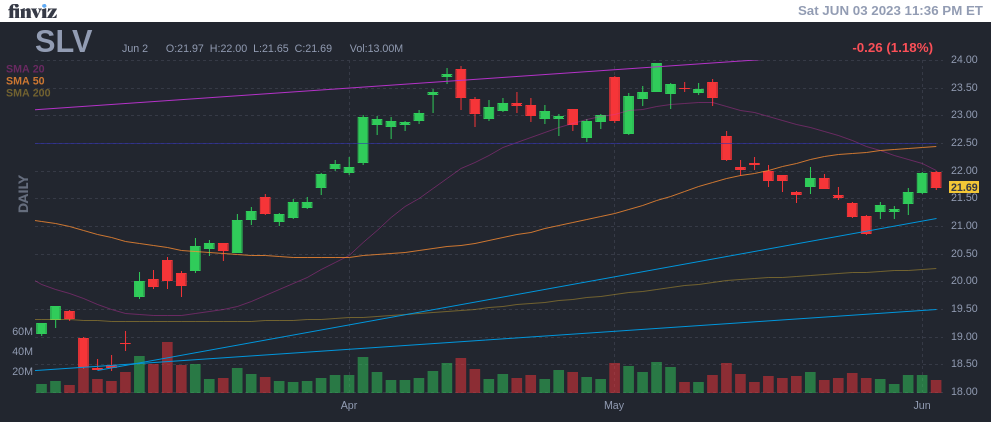 finviz
Sat JUN 03 2023 11:36 PM ET
SLV
Jun 2 O:21.97 H:22.00 L:21.65 C:21.69 Vol:13.00M
-0.26 (1.18%)
SMA 20
SMA 50
SMA 200
DAILY
24.00
23.50
23.00
22.50
22.00
21.69
21.50
21.00
20.50
20.00
19.50
19.00
18.50
18.00
60M
40M
20M
Apr May Jun